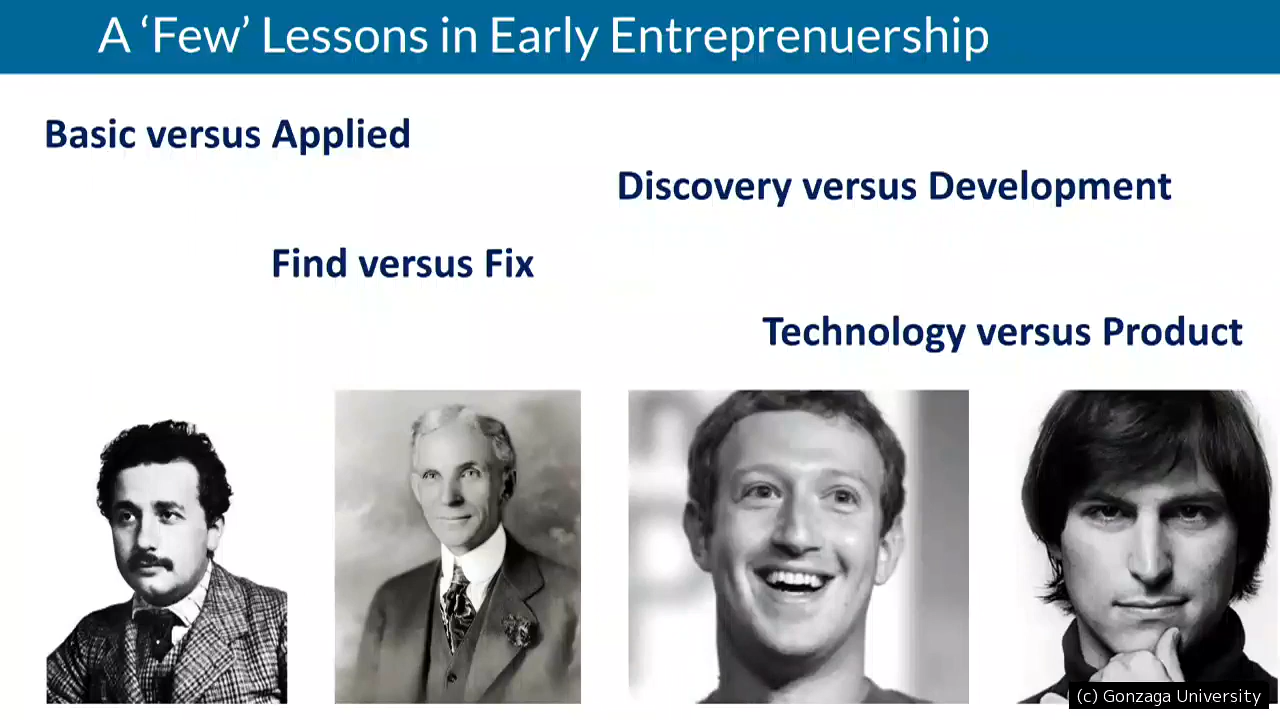 A ‘Few’ Lessons in Early Entreprenuership
Basic versus Applied
Discovery versus Development
Find versus Fix
Technology versus Product
(c) Gonzaga University